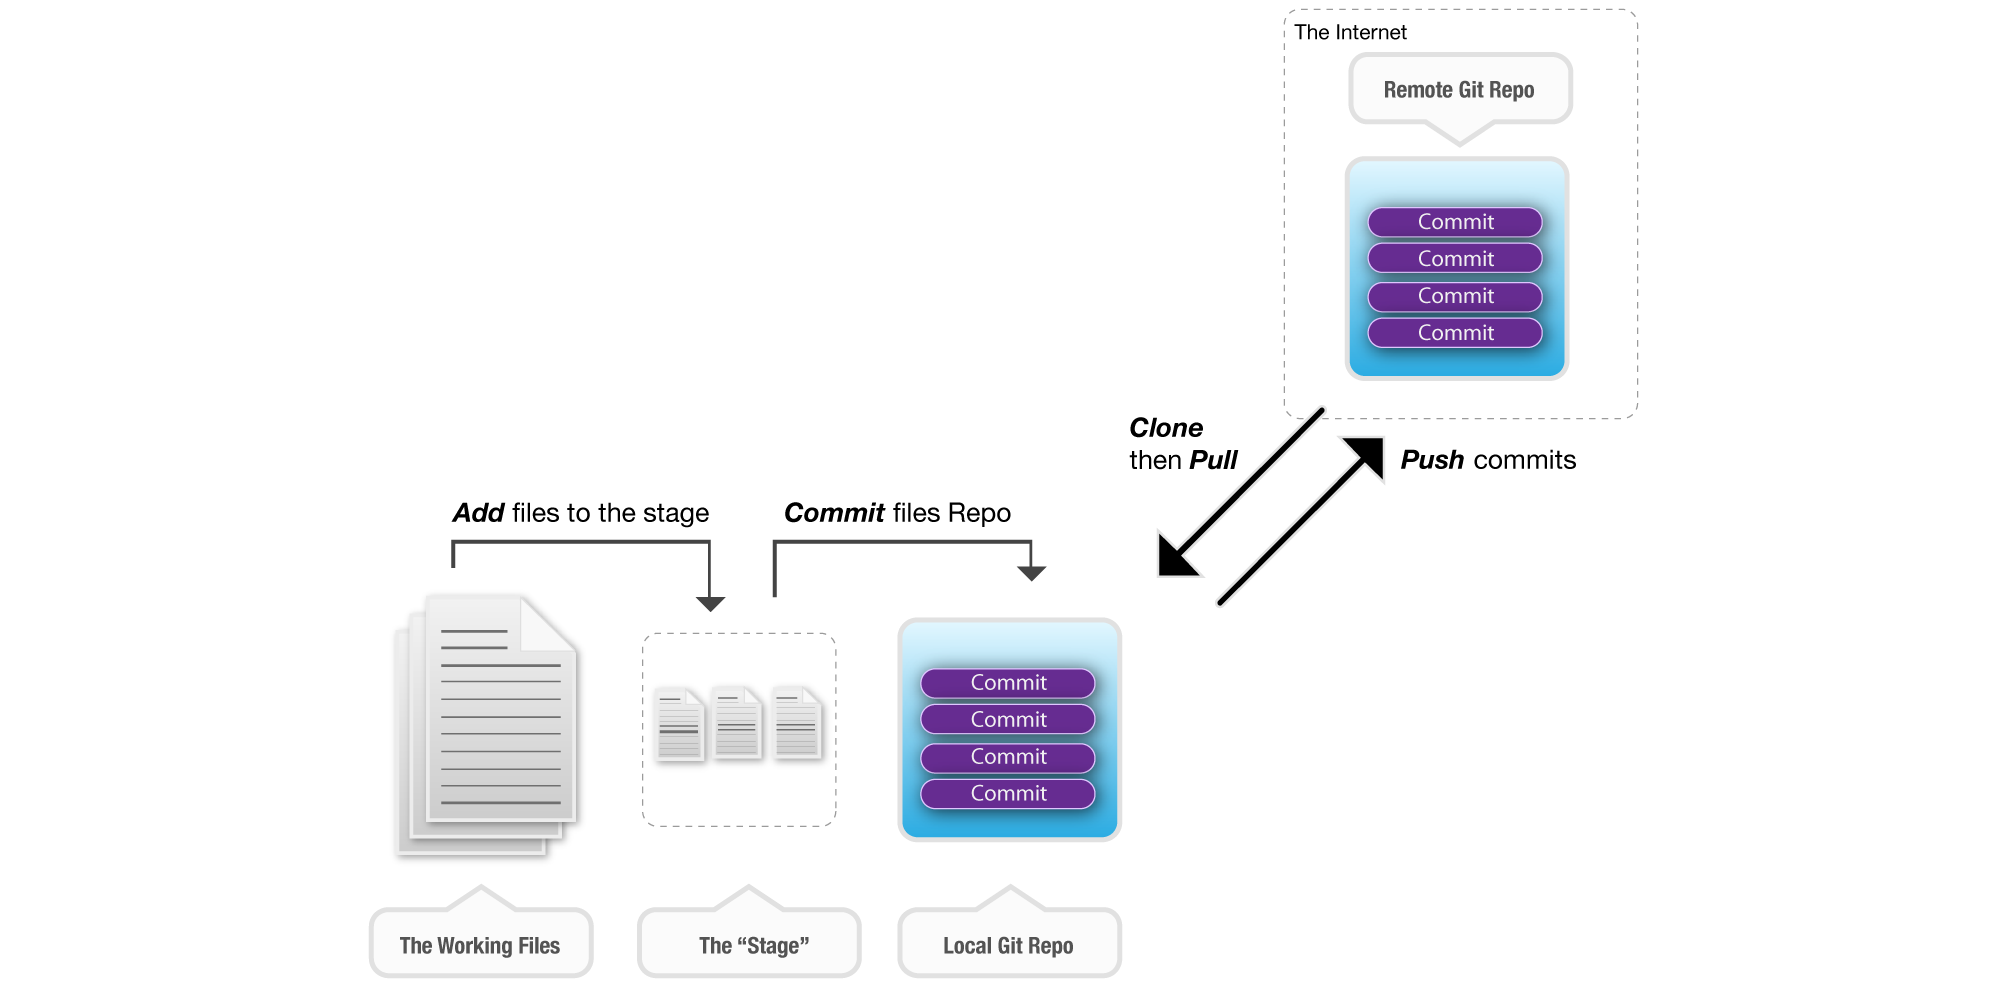 The Internet
Remote Git Repo
Commit
Commit
Commit
Commit
Clone
then Pull
Push commits
Add files to the stage
Commit files Repo
Commit
Commit
Commit
Commit
The Working Files
The “Stage”
Local Git Repo